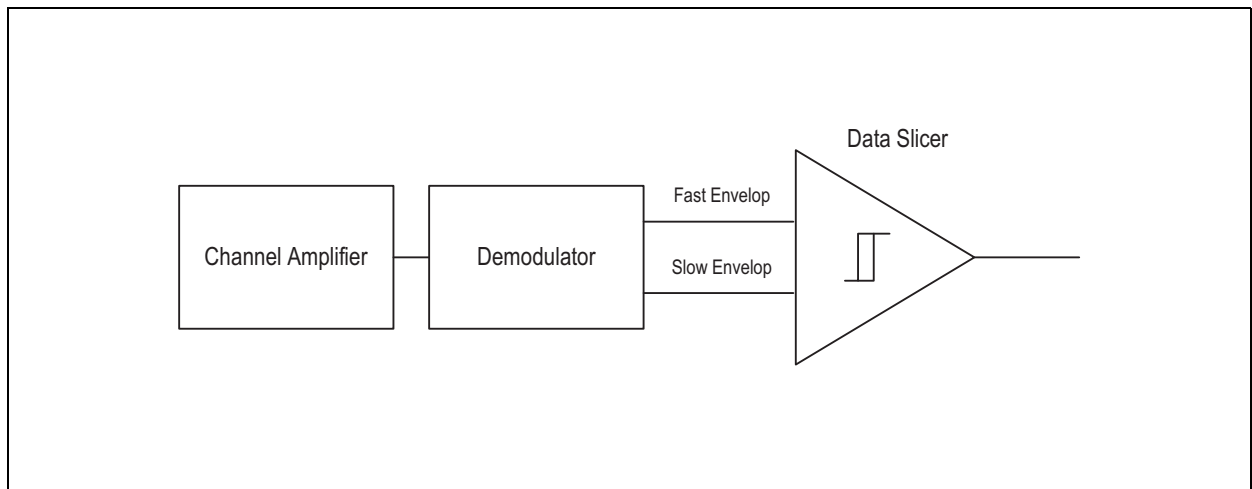 Data Slicer
Fast Envelop
Channel Amplifier
Demodulator
Slow Envelop